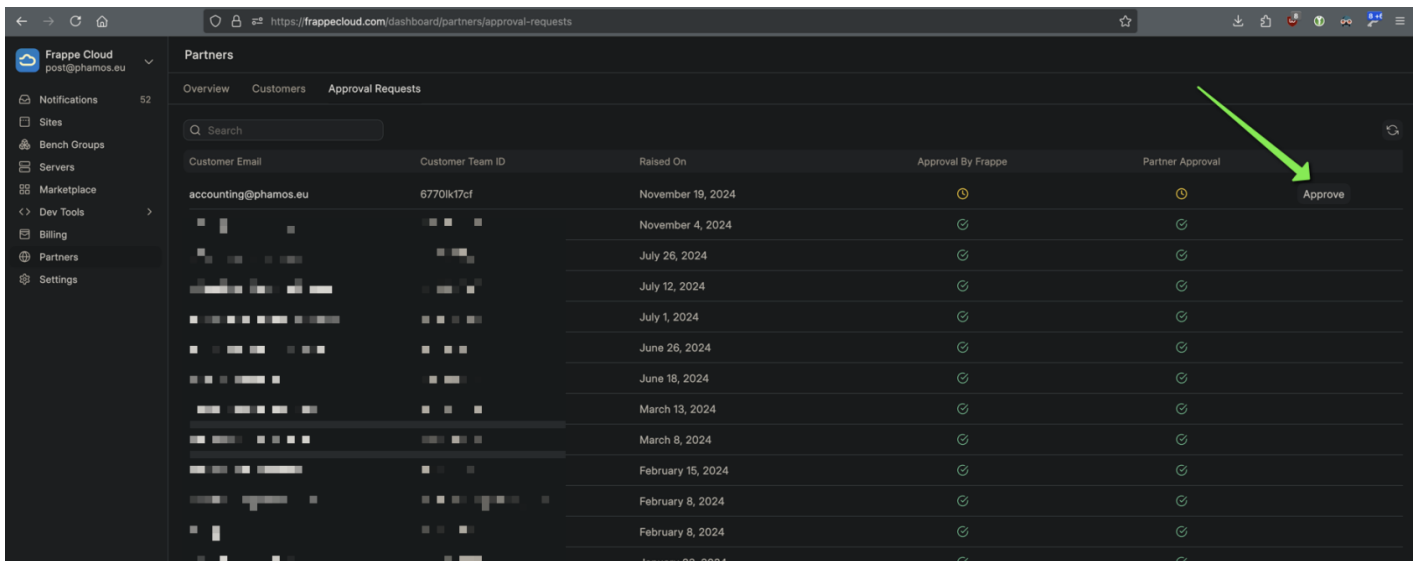 https://frappecloud.com/dashboard/partners/approval-requests
Frappe Cloud
post@phamos.eu
Notifications 52
Sites
Bench Groups
Servers
Marketplace
Dev Tools
Billing
Partners
Settings
Partners
Overview Customers Approval Requests
Search
Customer Email Customer Team ID Raised On Approval By Frappe Partner Approval
accounting@phamos.eu 6770lk17cf November 19, 2024 Approve
November 4, 2024
July 26, 2024
July 12, 2024
July 1, 2024
June 26, 2024
June 18, 2024
March 13, 2024
March 8, 2024
February 15, 2024
February 8, 2024
February 8, 2024